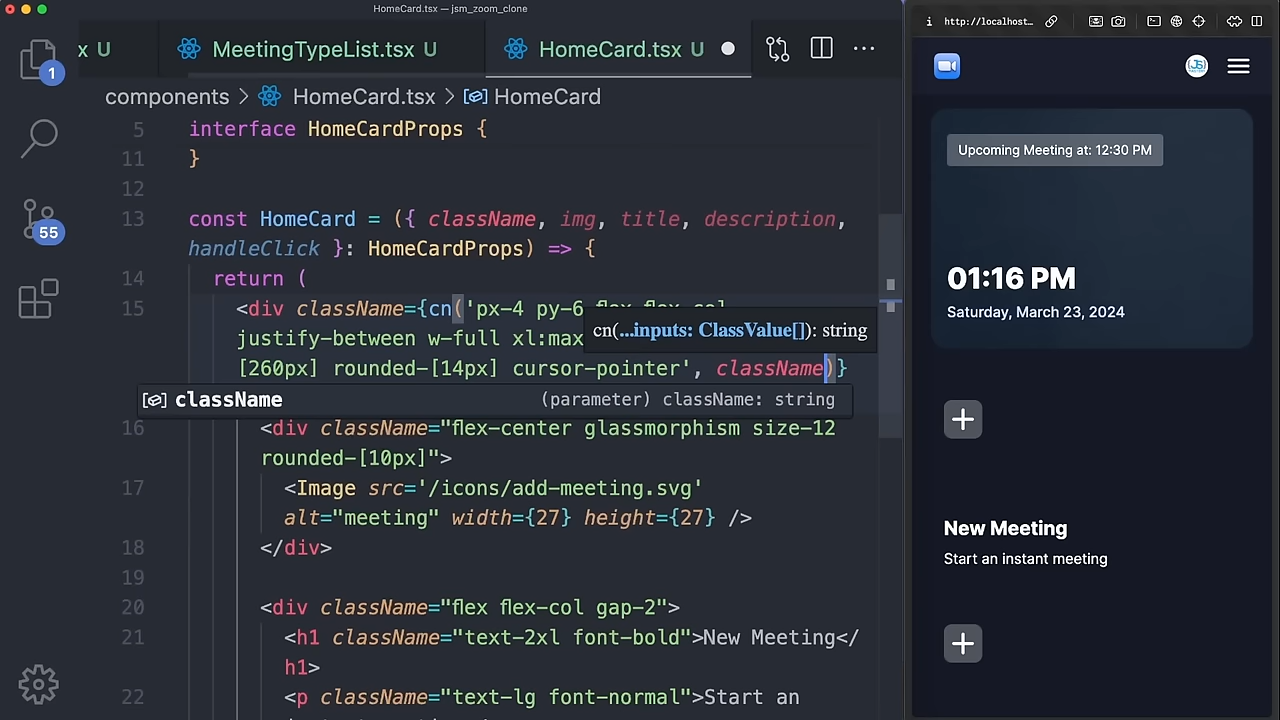 HomeCard.tsx — jsm_zoom_clone
x U
MeetingTypeList.tsx U
HomeCard.tsx U
components > HomeCard.tsx > HomeCard
1
55
5 interface HomeCardProps {
11 }
12
13 const HomeCard = ({ className, img, title, description,
handleClick }: HomeCardProps) => {
14 return (
15 <div className={cn('px-4 py-6 flex flex-col
justify-between w-full xl:max
cn(...inputs: ClassValue[]): string
[260px] rounded-[14px] cursor-pointer', className)}
className (parameter) className: string
16 <div className="flex-center glassmorphism size-12
rounded-[10px]">
17 <Image src='/icons/add-meeting.svg'
alt="meeting" width={27} height={27} />
18 </div>
19
20 <div className="flex flex-col gap-2">
21 <h1 className="text-2xl font-bold">New Meeting</
h1>
22 <p className="text-lg font-normal">Start an
http://localhost…
Upcoming Meeting at: 12:30 PM
01:16 PM
Saturday, March 23, 2024
New Meeting
Start an instant meeting